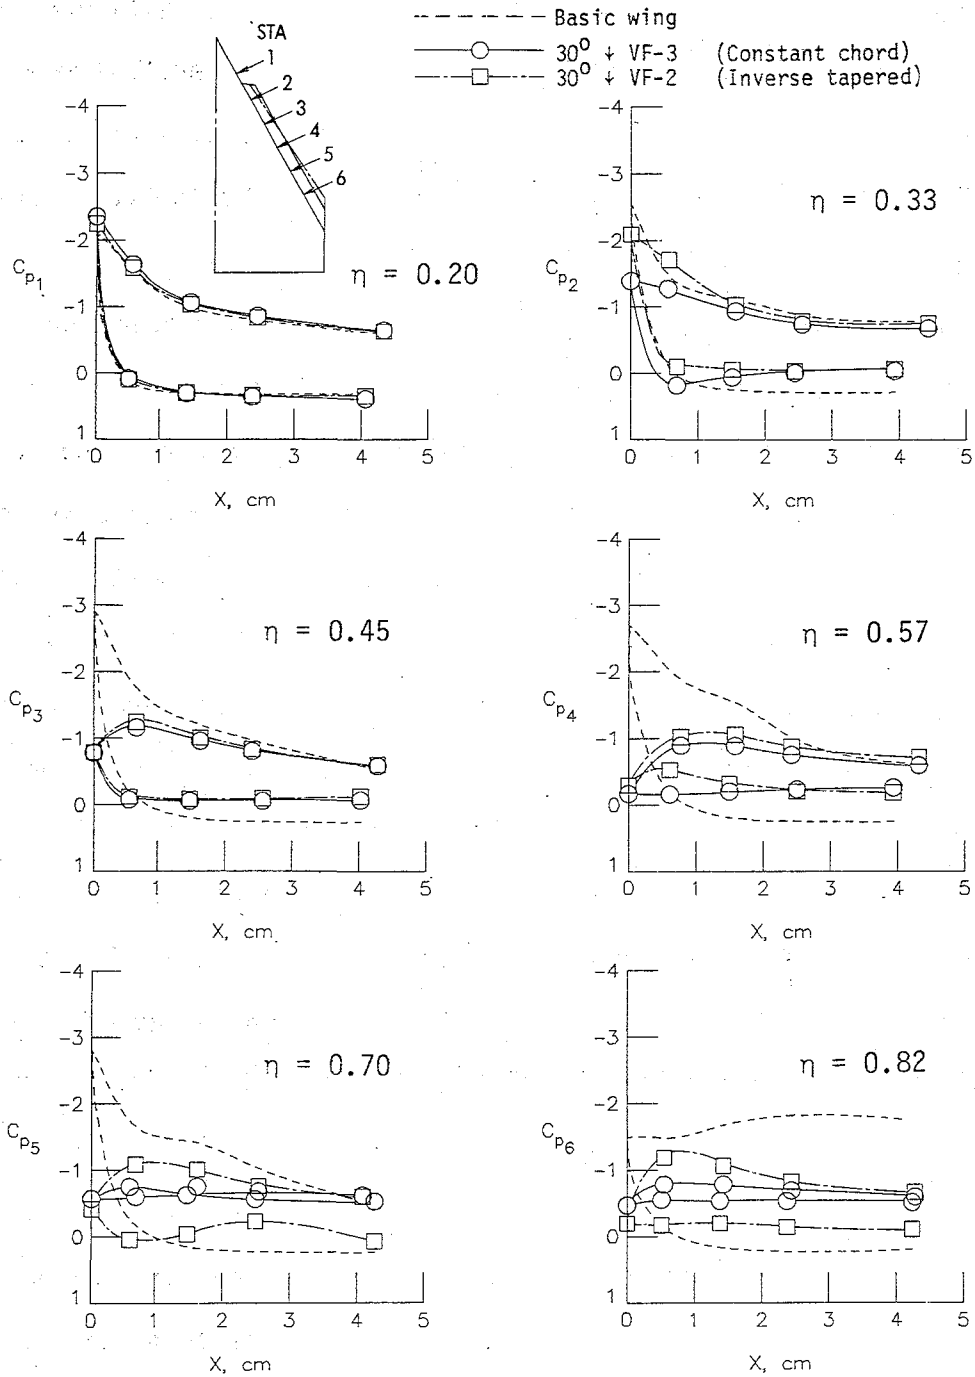 Basic wing
30° ↓ VF-3 (Constant chord)
30° ↓ VF-2 (Inverse tapered)
STA
1
2
3
4
5
6
-4
-3
-2
-1
0
1
Cp1
η = 0.20
0 1 2 3 4 5
X, cm
-4
-3
-2
-1
0
1
Cp2
η = 0.33
0 1 2 3 4 5
X, cm
-4
-3
-2
-1
0
1
Cp3
η = 0.45
0 1 2 3 4 5
X, cm
-4
-3
-2
-1
0
1
Cp4
η = 0.57
0 1 2 3 4 5
X, cm
-4
-3
-2
-1
0
1
Cp5
η = 0.70
0 1 2 3 4 5
X, cm
-4
-3
-2
-1
0
1
Cp6
η = 0.82
0 1 2 3 4 5
X, cm